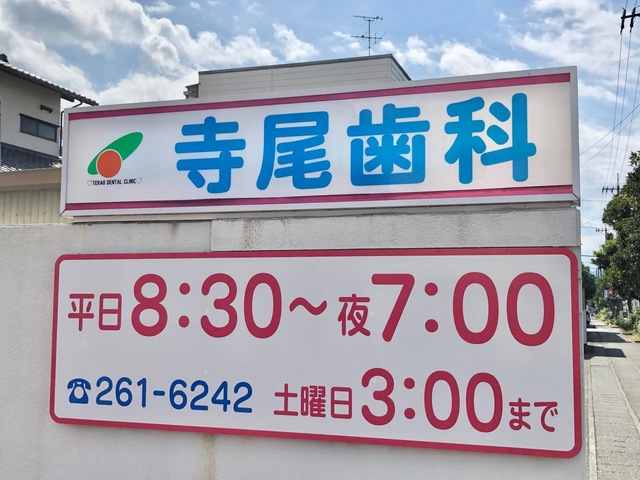 寺尾歯科
♡TERAO DENTAL CLINIC♡
平日8:30～夜7:00
☎261-6242 土曜日3:00まで